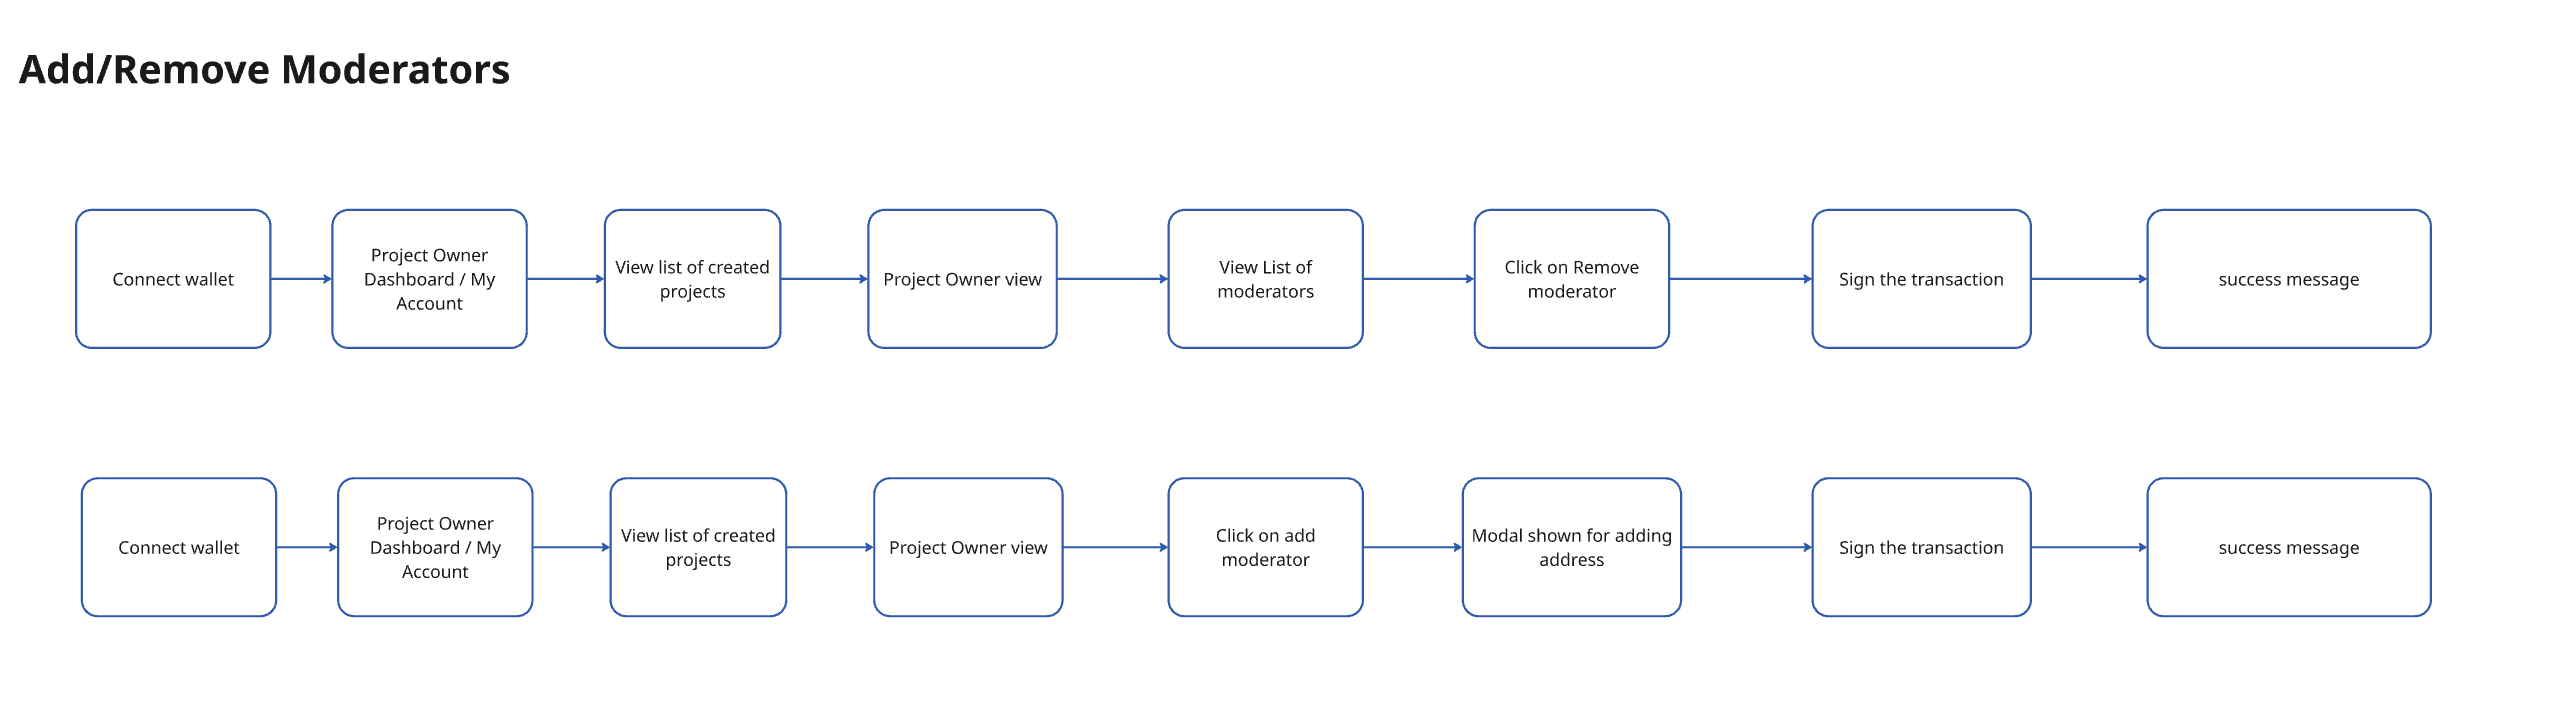 Add/Remove Moderators
Connect wallet
Project Owner
Dashboard / My
Account
View list of created
projects
Project Owner view
View List of
moderators
Click on Remove
moderator
Sign the transaction
success message
Connect wallet
Project Owner
Dashboard / My
Account
View list of created
projects
Project Owner view
Click on add
moderator
Modal shown for adding
address
Sign the transaction
success message